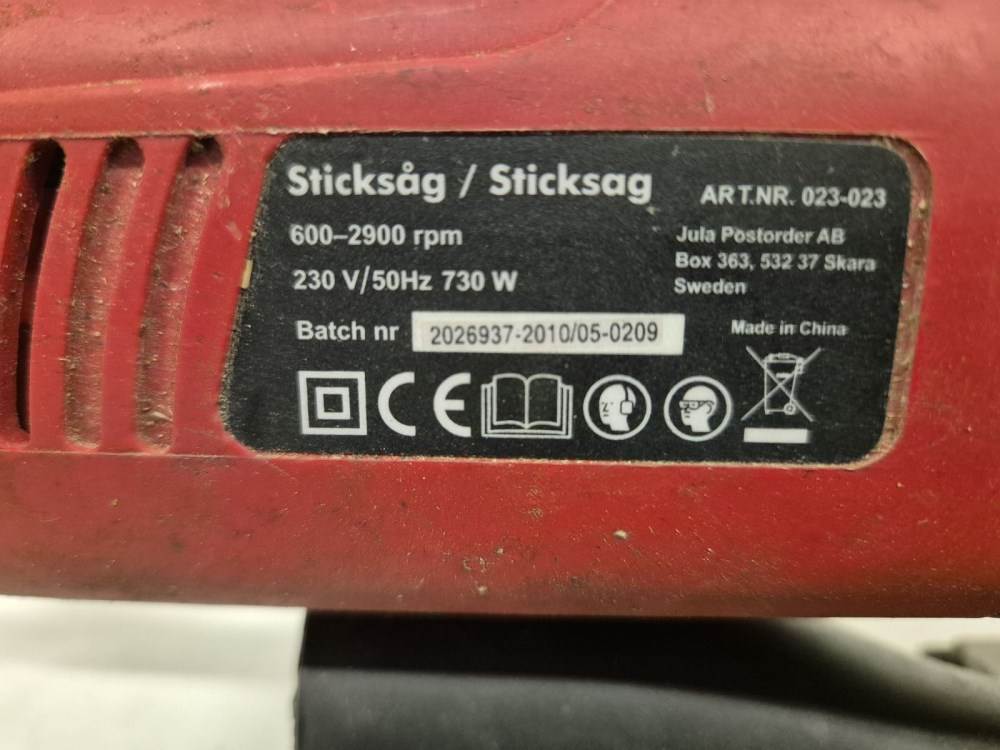 Sticksåg / Sticksag
ART.NR. 023-023
600–2900 rpm
Jula Postorder AB
230 V/50Hz 730 W
Box 363, 532 37 Skara
Sweden
Batch nr 2026937-2010/05-0209
Made in China
CE